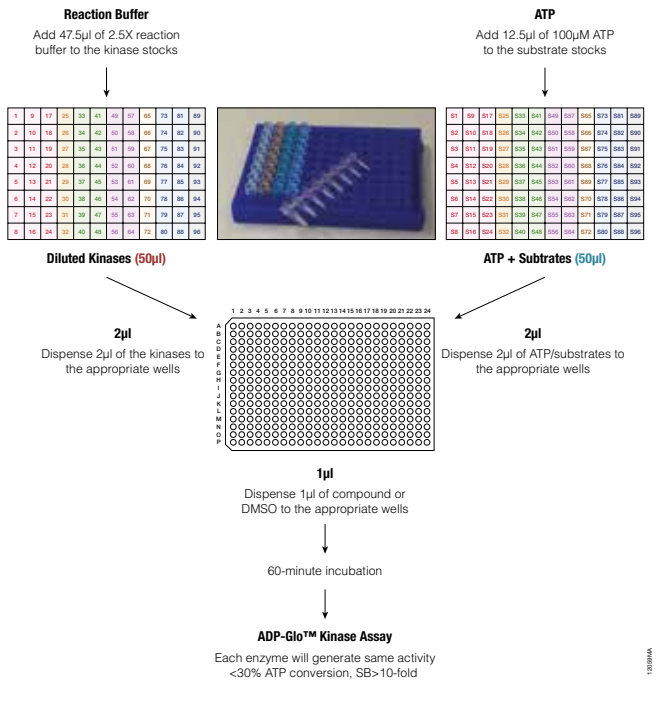 Reaction Buffer
Add 47.5µl of 2.5X reaction
buffer to the kinase stocks
ATP
Add 12.5µl of 100µM ATP
to the substrate stocks
1 9 17 25 33 41 49 57 65 73 81 89
2 10 18 26 34 42 50 58 66 74 82 90
3 11 19 27 35 43 51 59 67 75 83 91
4 12 20 28 36 44 52 60 68 76 84 92
5 13 21 29 37 45 53 61 69 77 85 93
6 14 22 30 38 46 54 62 70 78 86 94
7 15 23 31 39 47 55 63 71 79 87 95
8 16 24 32 40 48 56 64 72 80 88 96
S1 S9 S17 S25 S33 S41 S49 S57 S65 S73 S81 S89
S2 S10 S18 S26 S34 S42 S50 S58 S66 S74 S82 S90
S3 S11 S19 S27 S35 S43 S51 S59 S67 S75 S83 S91
S4 S12 S20 S28 S36 S44 S52 S60 S68 S76 S84 S92
S5 S13 S21 S29 S37 S45 S53 S61 S69 S77 S85 S93
S6 S14 S22 S30 S38 S46 S54 S62 S70 S78 S86 S94
S7 S15 S23 S31 S39 S47 S55 S63 S71 S79 S87 S95
S8 S16 S24 S32 S40 S48 S56 S64 S72 S80 S88 S96
Diluted Kinases (50µl)
ATP + Subtrates (50µl)
2µl
Dispense 2µl of the kinases to
the appropriate wells
1 2 3 4 5 6 7 8 9 10 11 12 13 14 15 16 17 18 19 20 21 22 23 24
A
B
C
D
E
F
G
H
I
J
K
L
M
N
O
P
2µl
Dispense 2µl of ATP/substrates to
the appropriate wells
1µl
Dispense 1µl of compound or
DMSO to the appropriate wells
60-minute incubation
ADP-Glo™ Kinase Assay
Each enzyme will generate same activity
<30% ATP conversion, SB>10-fold
12059MA